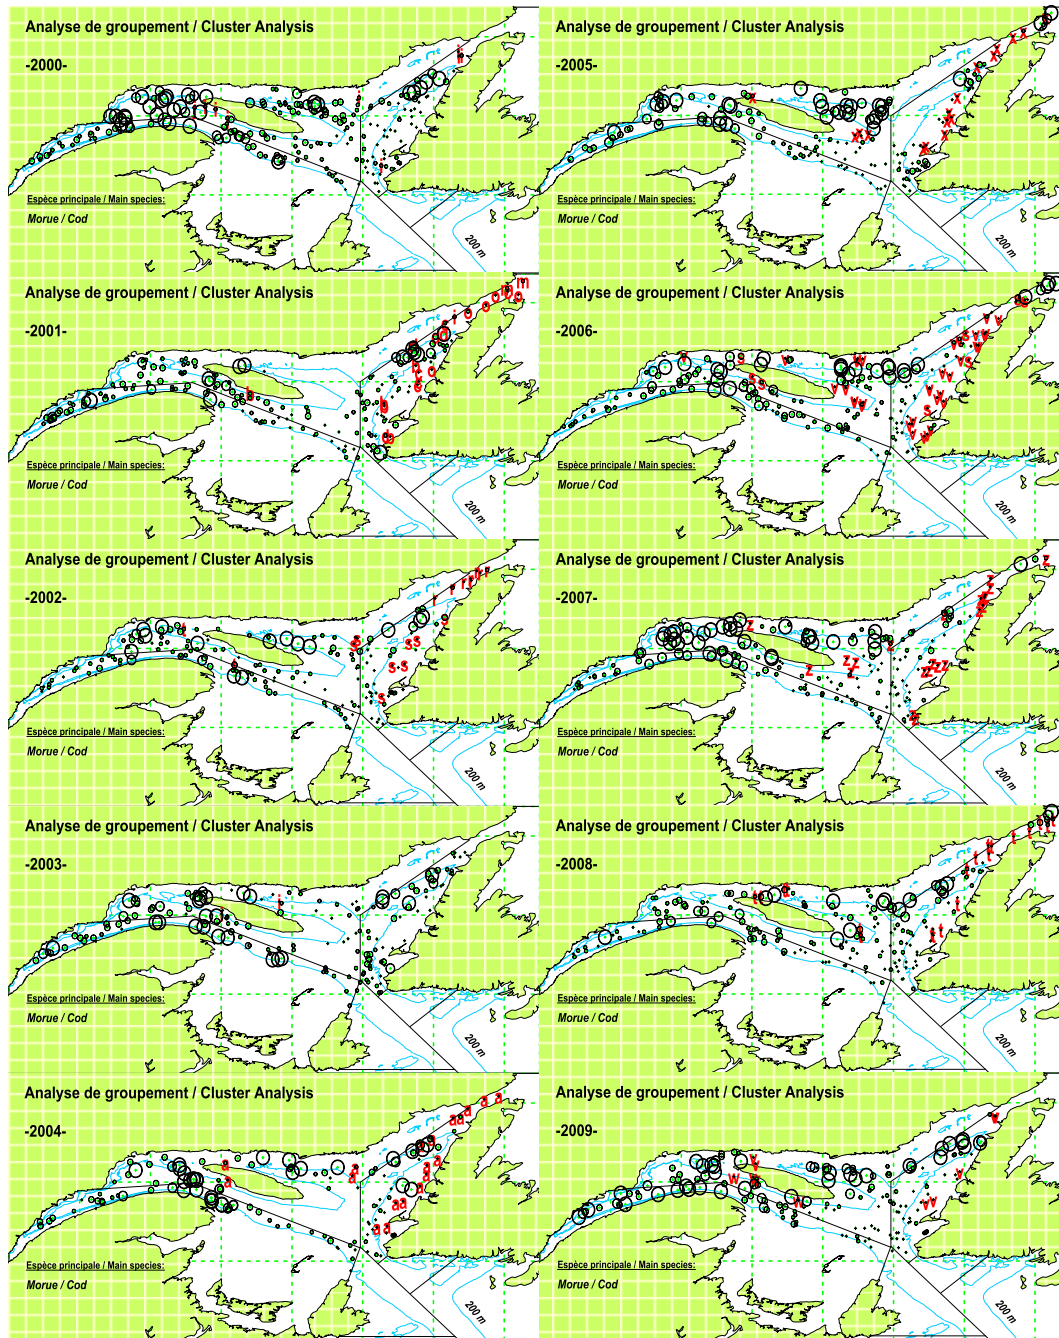 Analyse de groupement / Cluster Analysis
-2000-
Espèce principale / Main species:
Morue / Cod
200 m
Analyse de groupement / Cluster Analysis
-2005-
Espèce principale / Main species:
Morue / Cod
200 m
Analyse de groupement / Cluster Analysis
-2001-
Espèce principale / Main species:
Morue / Cod
200 m
Analyse de groupement / Cluster Analysis
-2006-
Espèce principale / Main species:
Morue / Cod
200 m
Analyse de groupement / Cluster Analysis
-2002-
Espèce principale / Main species:
Morue / Cod
200 m
Analyse de groupement / Cluster Analysis
-2007-
Espèce principale / Main species:
Morue / Cod
200 m
Analyse de groupement / Cluster Analysis
-2003-
Espèce principale / Main species:
Morue / Cod
200 m
Analyse de groupement / Cluster Analysis
-2008-
Espèce principale / Main species:
Morue / Cod
200 m
Analyse de groupement / Cluster Analysis
-2004-
Espèce principale / Main species:
Morue / Cod
200 m
Analyse de groupement / Cluster Analysis
-2009-
Espèce principale / Main species:
Morue / Cod
200 m